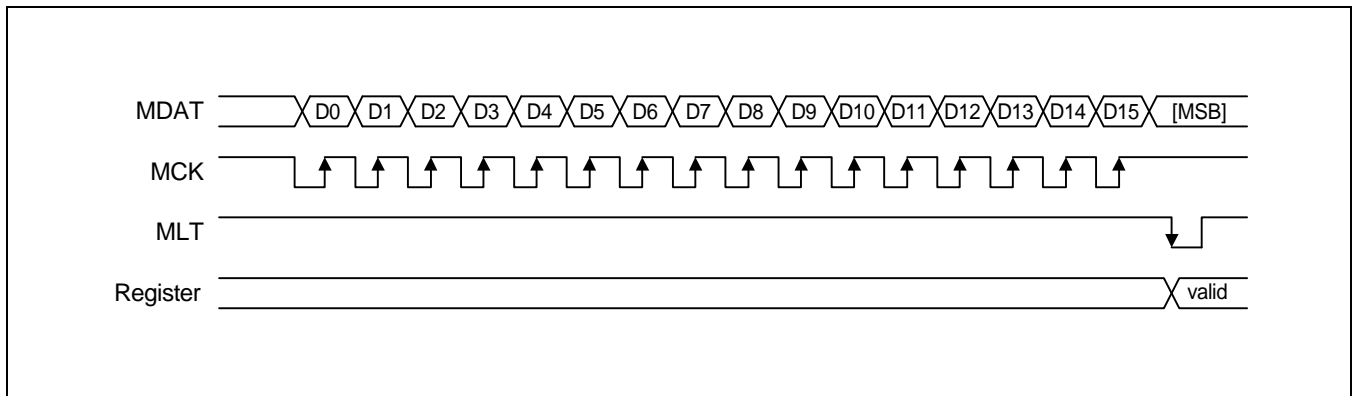 MDAT D0 D1 D2 D3 D4 D5 D6 D7 D8 D9 D10 D11 D12 D13 D14 D15 [MSB]
MCK
MLT
Register valid